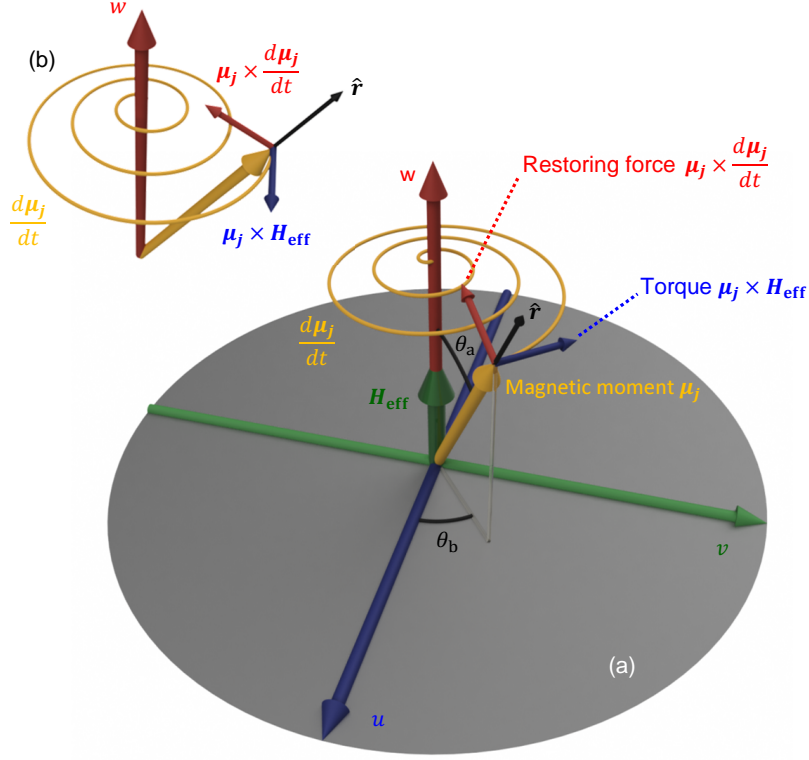 w
(b)
𝝁ⱼ × d𝝁ⱼ/dt
r̂
d𝝁ⱼ/dt
𝝁ⱼ × 𝑯eff
w
Restoring force 𝝁ⱼ × d𝝁ⱼ/dt
Torque 𝝁ⱼ × 𝑯eff
r̂
d𝝁ⱼ/dt
θa
𝑯eff
Magnetic moment 𝝁ⱼ
θb
v
(a)
u